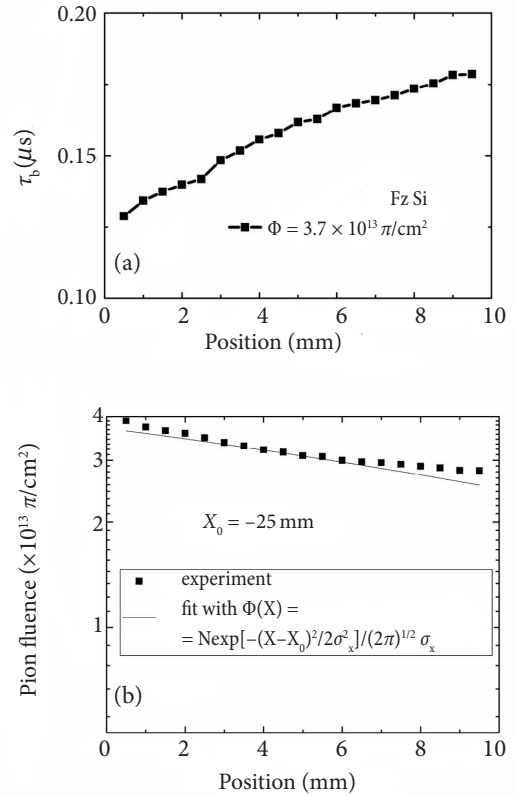 0.20
0.15
0.10
τb(μs)
Fz Si
Φ = 3.7 × 10¹³ π/cm²
(a)
0 2 4 6 8 10
Position (mm)
4
3
2
1
Pion fluence (×10¹³ π/cm²)
X₀ = –25 mm
experiment
fit with Φ(X) =
= Nexp[–(X–X₀)²/2σ²ₓ]/(2π)¹/² σₓ
(b)
0 2 4 6 8 10
Position (mm)